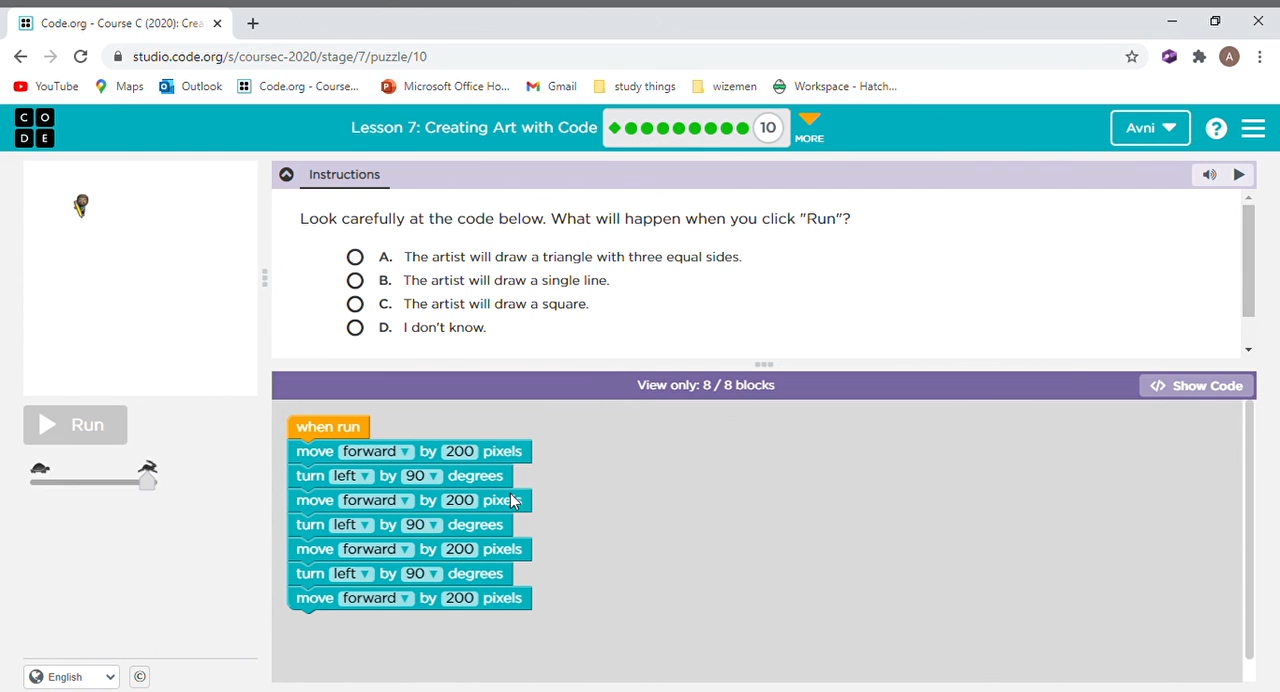 Code.org - Course C (2020): Crea
studio.code.org/s/coursec-2020/stage/7/puzzle/10
A
YouTube Maps Outlook Code.org - Course... Microsoft Office Ho... Gmail study things wizemen Workspace - Hatch...
C O
D E
Lesson 7: Creating Art with Code 10 MORE Avni ?
Instructions
Look carefully at the code below. What will happen when you click "Run"?
A. The artist will draw a triangle with three equal sides.
B. The artist will draw a single line.
C. The artist will draw a square.
D. I don't know.
View only: 8 / 8 blocks </> Show Code
Run
when run
move forward by 200 pixels
turn left by 90 degrees
move forward by 200 pixels
turn left by 90 degrees
move forward by 200 pixels
turn left by 90 degrees
move forward by 200 pixels
English ©